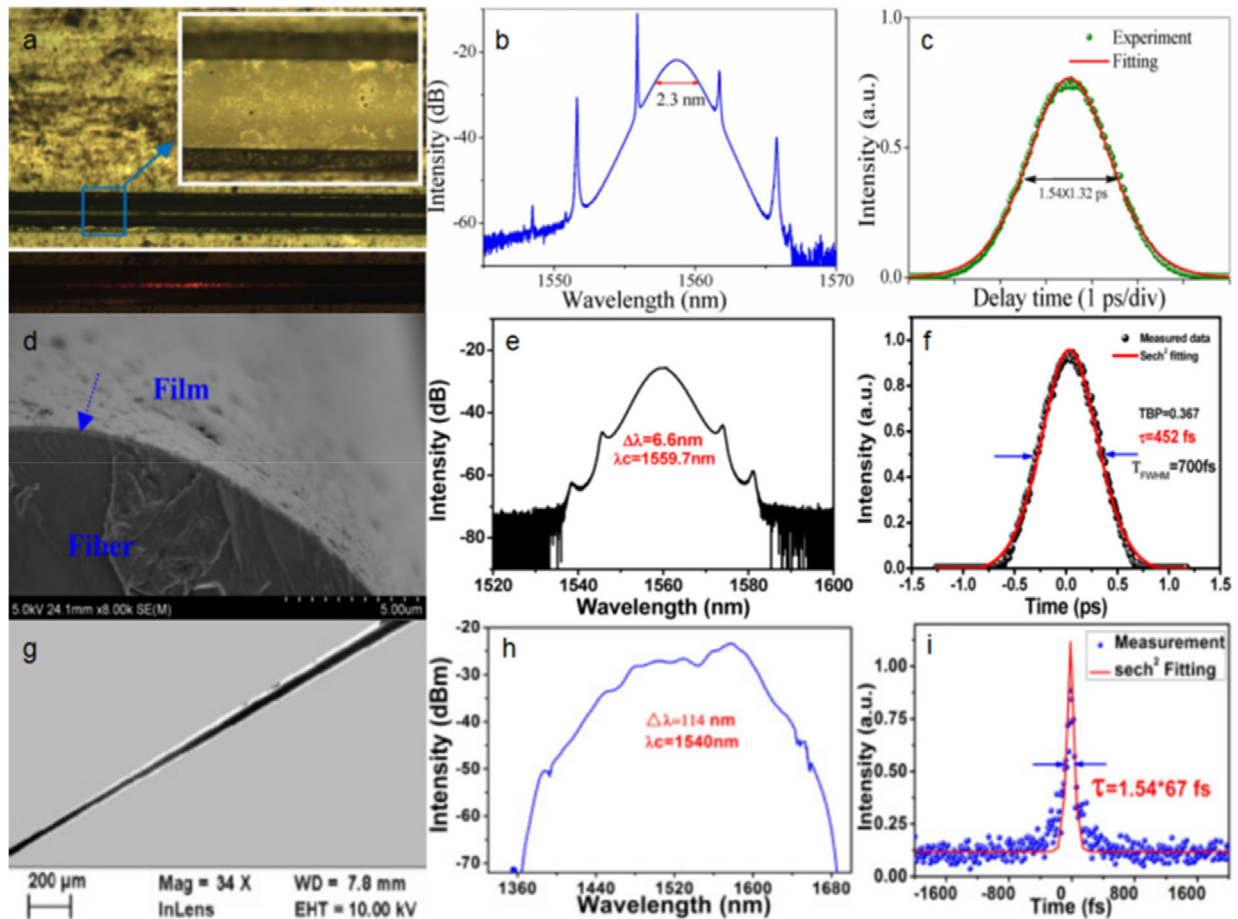 a
b
-20
-40
-60
Intensity (dB)
2.3 nm
1550
1560
1570
Wavelength (nm)
c
Experiment
Fitting
1.0
0.5
0.0
Intensity (a.u.)
1.54X1.32 ps
Delay time (1 ps/div)
d
Film
Fiber
5.0kV 24.1mm x8.00k SE(M)
5.00um
e
-20
-40
-60
-80
Intensity (dB)
Δλ=6.6nm
λc=1559.7nm
1520
1540
1560
1580
1600
Wavelength (nm)
f
Measured data
Sech² fitting
1.0
0.8
0.6
0.4
0.2
0.0
Intensity (a.u.)
TBP=0.367
τ=452 fs
T_FWHM=700fs
-1.5
-1.0
-0.5
0.0
0.5
1.0
1.5
Time (ps)
g
200 µm
Mag = 34 X
WD = 7.8 mm
InLens
EHT = 10.00 kV
h
-20
-30
-40
-50
-60
-70
Intensity (dBm)
△λ=114 nm
λc=1540nm
1360
1440
1520
1600
1680
Wavelength (nm)
i
Measurement
sech² Fitting
1.00
0.75
0.50
0.25
0.00
Intensity (a.u.)
τ=1.54*67 fs
-1600
-800
0
800
1600
Time (fs)